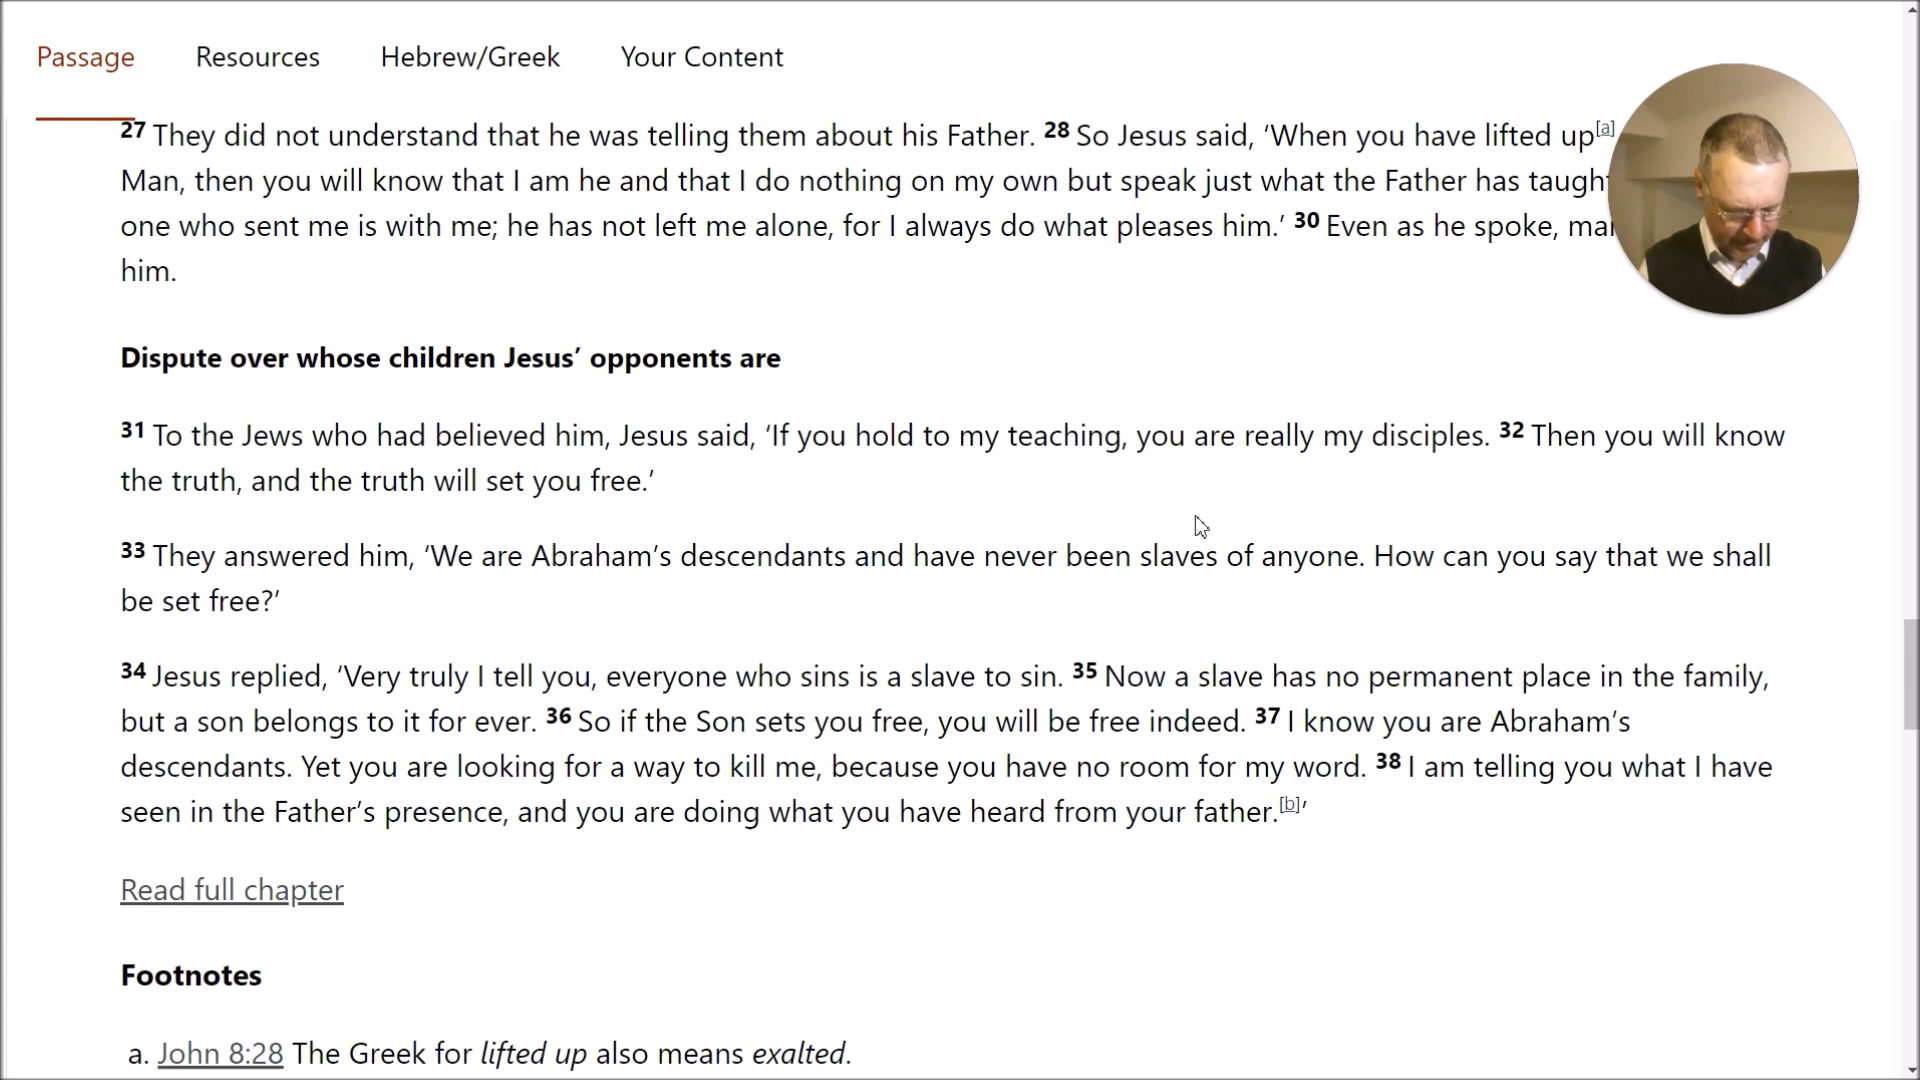 Passage Resources Hebrew/Greek Your Content
27 They did not understand that he was telling them about his Father. 28 So Jesus said, ‘When you have lifted up[a]
Man, then you will know that I am he and that I do nothing on my own but speak just what the Father has taught
one who sent me is with me; he has not left me alone, for I always do what pleases him.’ 30 Even as he spoke,
him.
Dispute over whose children Jesus’ opponents are
31 To the Jews who had believed him, Jesus said, ‘If you hold to my teaching, you are really my disciples. 32 Then you will know
the truth, and the truth will set you free.’
33 They answered him, ‘We are Abraham’s descendants and have never been slaves of anyone. How can you say that we shall
be set free?’
34 Jesus replied, ‘Very truly I tell you, everyone who sins is a slave to sin. 35 Now a slave has no permanent place in the family,
but a son belongs to it for ever. 36 So if the Son sets you free, you will be free indeed. 37 I know you are Abraham’s
descendants. Yet you are looking for a way to kill me, because you have no room for my word. 38 I am telling you what I have
seen in the Father’s presence, and you are doing what you have heard from your father.[b]’
Read full chapter
Footnotes
a. John 8:28 The Greek for lifted up also means exalted.